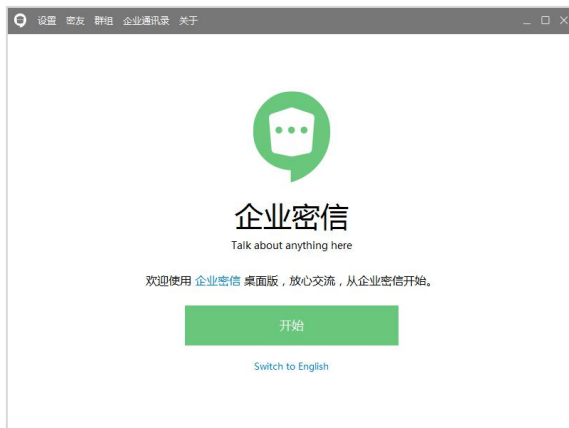 设置 密友 群组 企业通讯录 关于
企业密信
Talk about anything here
欢迎使用 企业密信 桌面版，放心交流，从企业密信开始。
开始
Switch to English